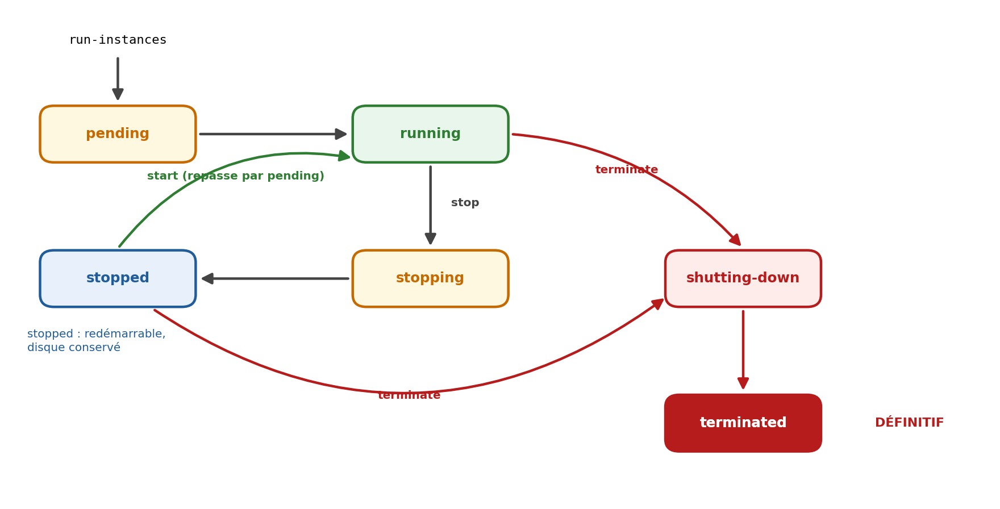 run-instances
pending
running
start (repasse par pending)
terminate
stop
stopped
stopping
shutting-down
stopped : redémarrable,
disque conservé
terminate
terminated
DÉFINITIF